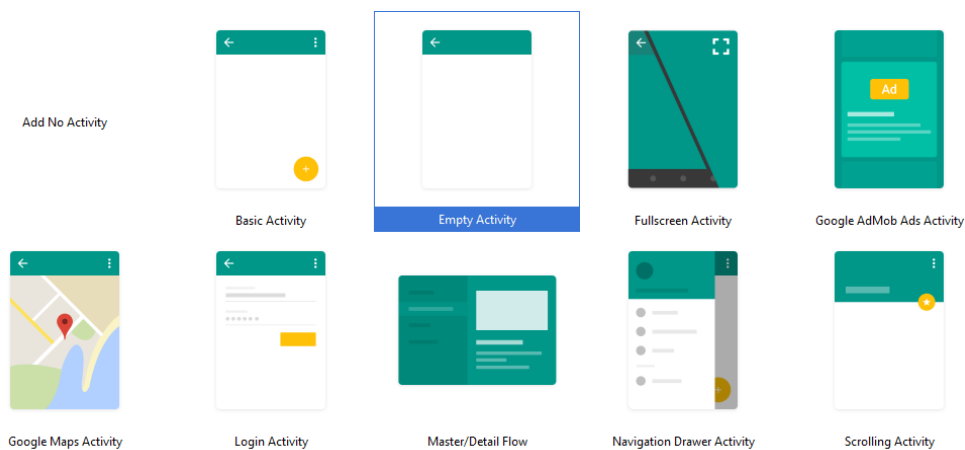 Add No Activity
Basic Activity
Empty Activity
Fullscreen Activity
Ad
Google AdMob Ads Activity
Google Maps Activity
Login Activity
Master/Detail Flow
Navigation Drawer Activity
Scrolling Activity